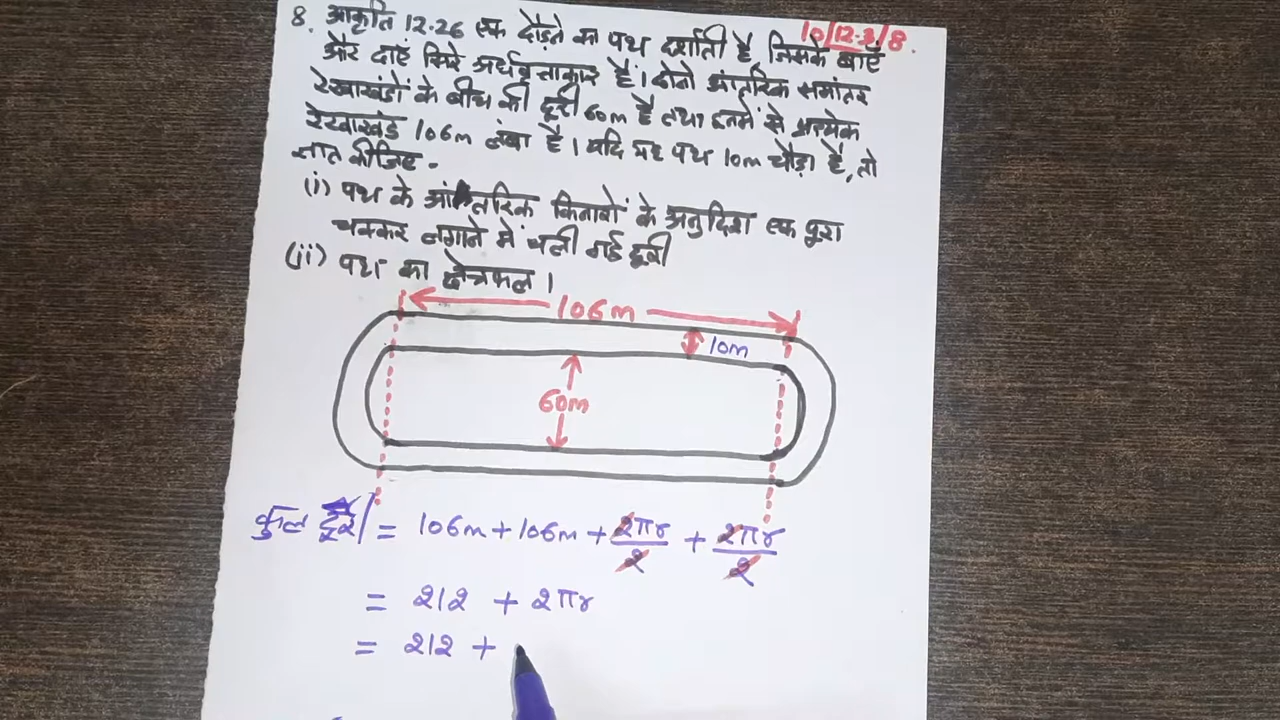 10/12.3/8.
8. आकृति 12.26 एक दौड़ने का पथ दर्शाती है, जिसके बाएँ
और दाएँ सिरे अर्धवृत्ताकार हैं। दोनो आंतरिक समांतर
रेखाखंडों के बीच की दूरी 60m है तथा इनमें से प्रत्येक
रेखाखंड 106m लंबा है। यदि यह पथ 10m चौड़ा है, तो
ज्ञात कीजिए -
(i) पथ के आंतरिक किनारों के अनुदिश एक पूरा
चक्कर लगाने में चली गई दूरी
(ii) पथ का क्षेत्रफल।
106m
10m
60m
कुल दूरी = 106m + 106m + 2πr/2 + 2πr/2
= 212 + 2πr
= 212 +